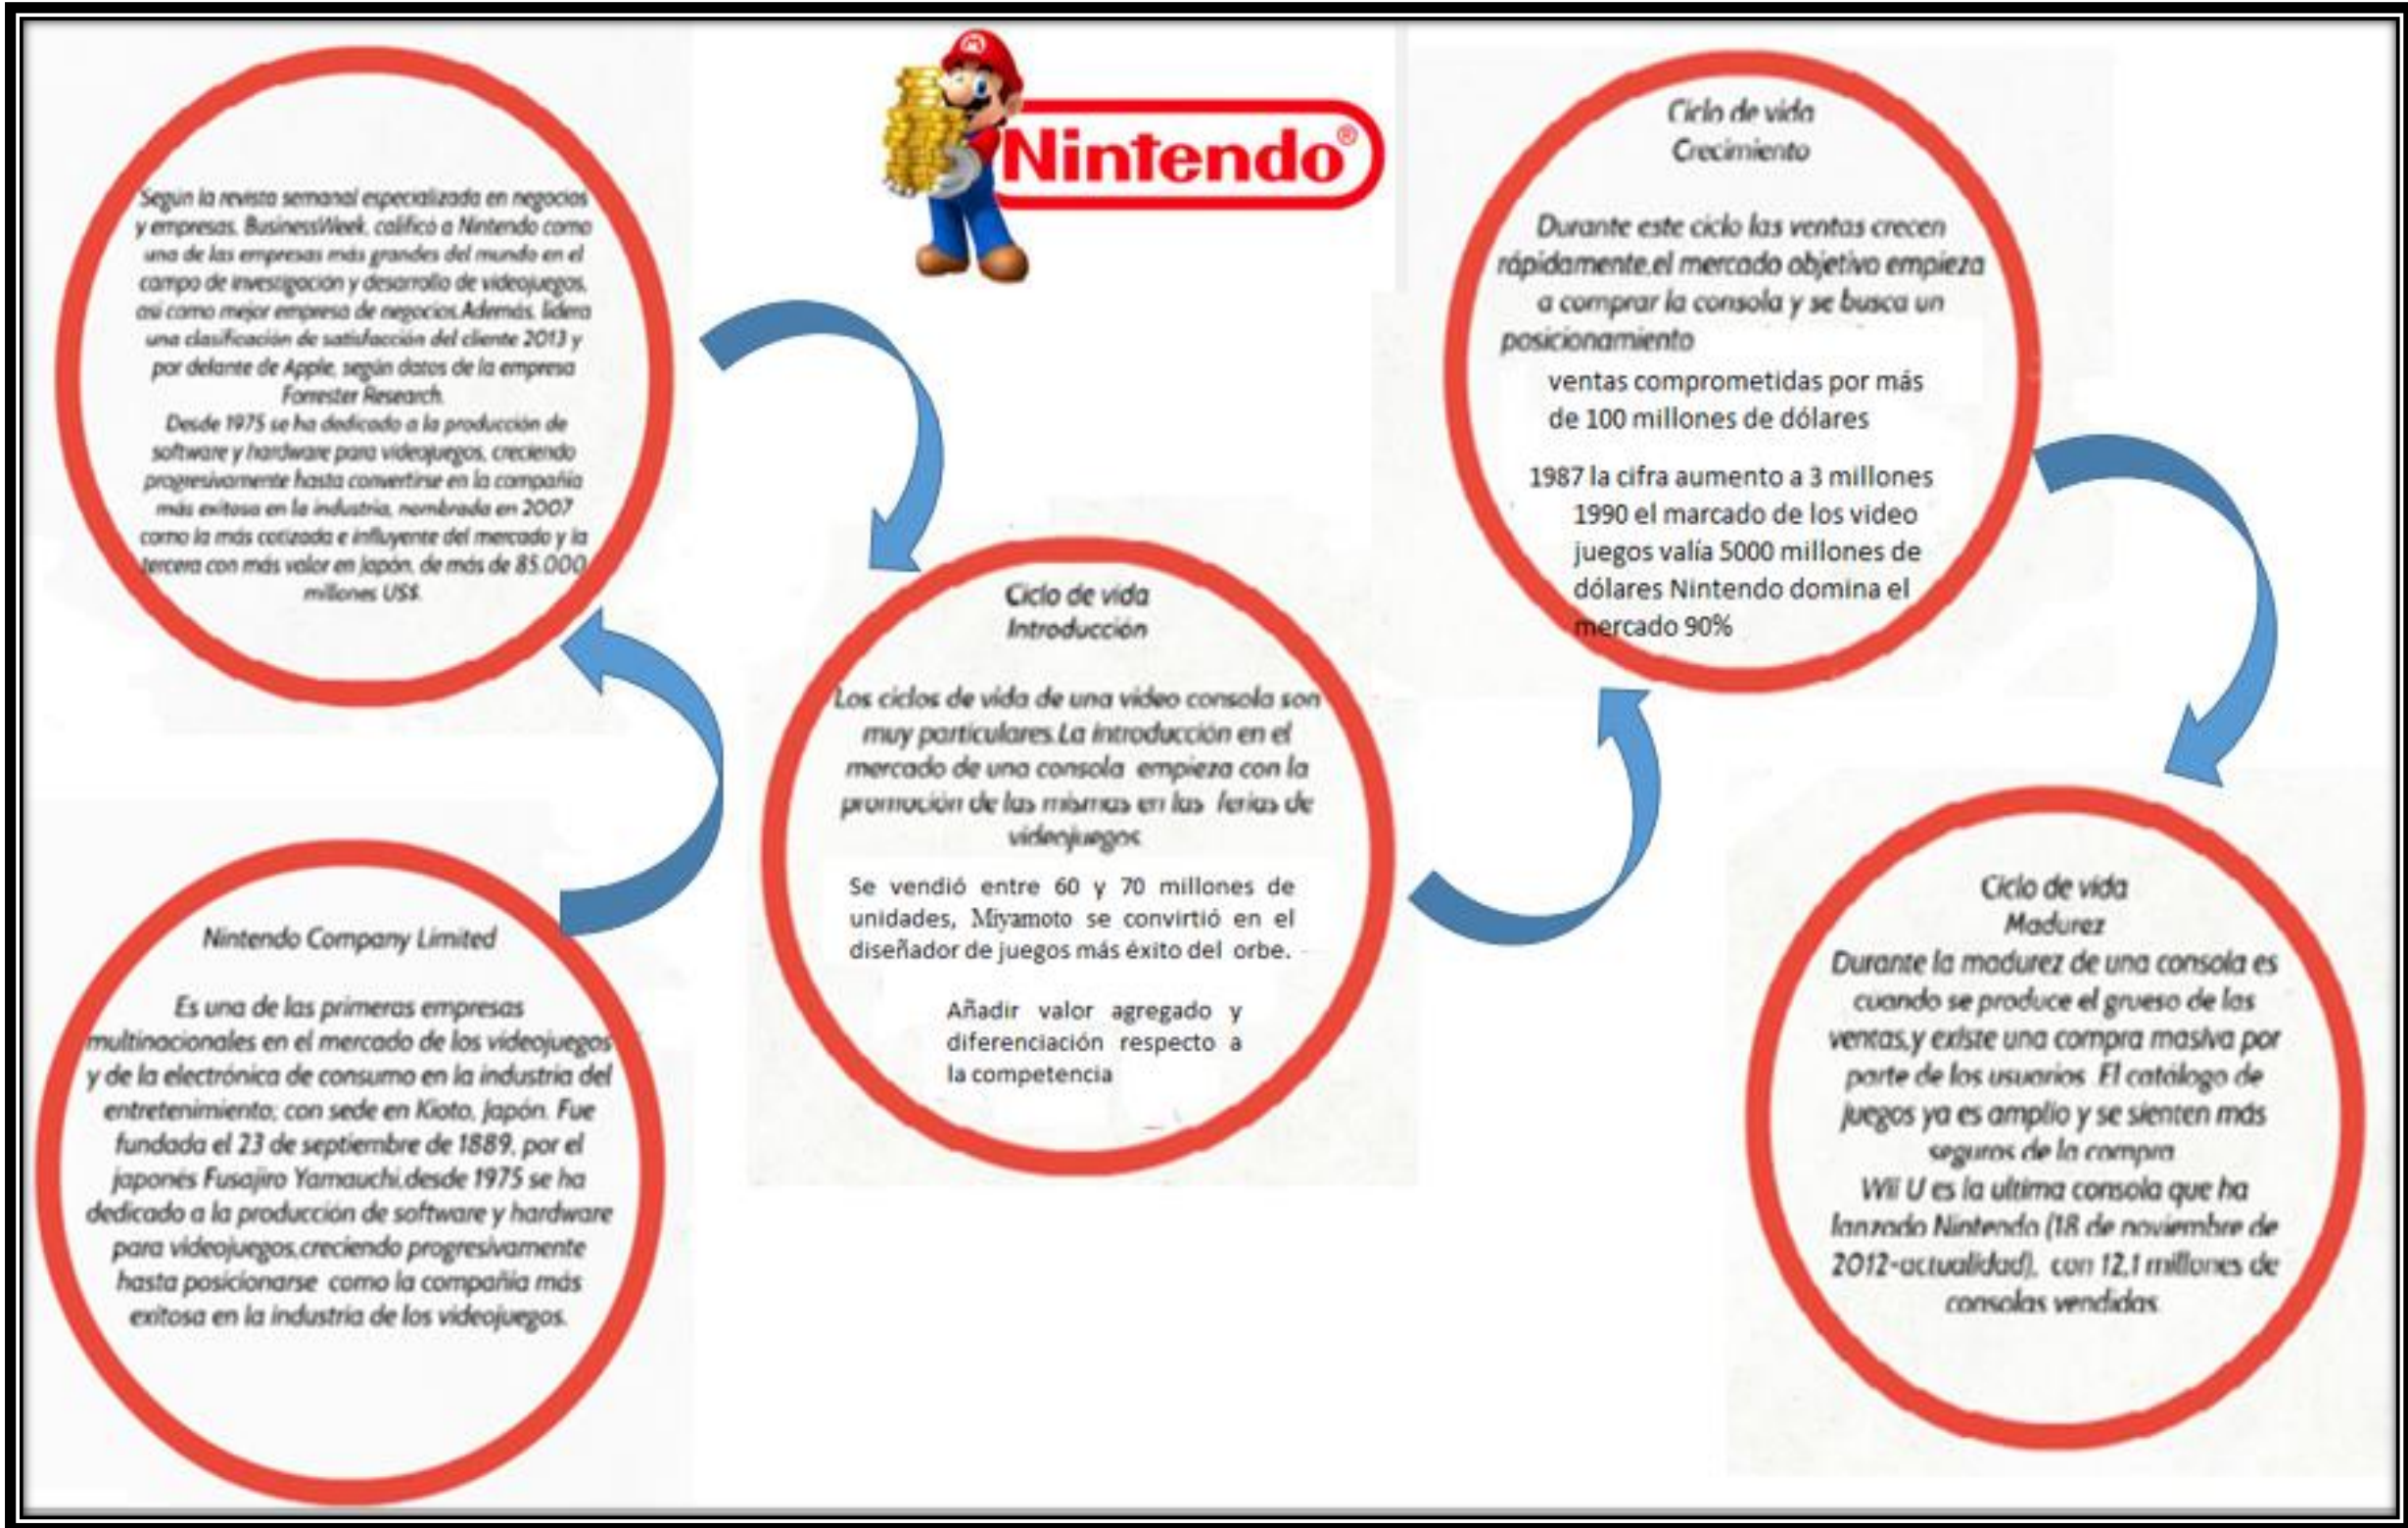 Nintendo®
M
Nintendo Company Limited
Es una de las primeras empresas
multinacionales en el mercado de los videojuegos
y de la electrónica de consumo en la industria del
entretenimiento; con sede en Kioto, Japón. Fue
fundada el 23 de septiembre de 1889, por el
japonés Fusajiro Yamauchi,desde 1975 se ha
dedicado a la producción de software y hardware
para videojuegos,creciendo progresivamente
hasta posicionarse como la compañía más
exitosa en la industria de los videojuegos.
Según la revista semanal especializada en negocios
y empresas, BusinessWeek, calificó a Nintendo como
una de las empresas más grandes del mundo en el
campo de investigación y desarrollo de videojuegos,
así como mejor empresa de negocios.Además, lidera
una clasificación de satisfacción del cliente 2013 y
por delante de Apple, según datos de la empresa
Forrester Research.
Desde 1975 se ha dedicado a la producción de
software y hardware para videojuegos, creciendo
progresivamente hasta convertirse en la compañía
más exitosa en la industria, nombrada en 2007
como la más cotizada e influyente del mercado y la
tercera con más valor en Japón, de más de 85.000
millones US$.
Ciclo de vida
Introducción
Los ciclos de vida de una video consola son
muy particulares.La introducción en el
mercado de una consola empieza con la
promoción de las mismas en las ferias de
videojuegos.
Se vendió entre 60 y 70 millones de
unidades, Miyamoto se convirtió en el
diseñador de juegos más éxito del orbe.
Añadir valor agregado y
diferenciación respecto a
la competencia
Ciclo de vida
Crecimiento
Durante este ciclo las ventas crecen
rápidamente,el mercado objetivo empieza
a comprar la consola y se busca un
posicionamiento
ventas comprometidas por más
de 100 millones de dólares
1987 la cifra aumento a 3 millones
1990 el marcado de los video
juegos valía 5000 millones de
dólares Nintendo domina el
mercado 90%
Ciclo de vida
Madurez
Durante la madurez de una consola es
cuando se produce el grueso de las
ventas,y existe una compra masiva por
parte de los usuarios. El catálogo de
juegos ya es amplio y se sienten más
seguros de la compra
Wii U es la ultima consola que ha
lanzado Nintendo (18 de noviembre de
2012-actualidad), con 12,1 millones de
consolas vendidas.